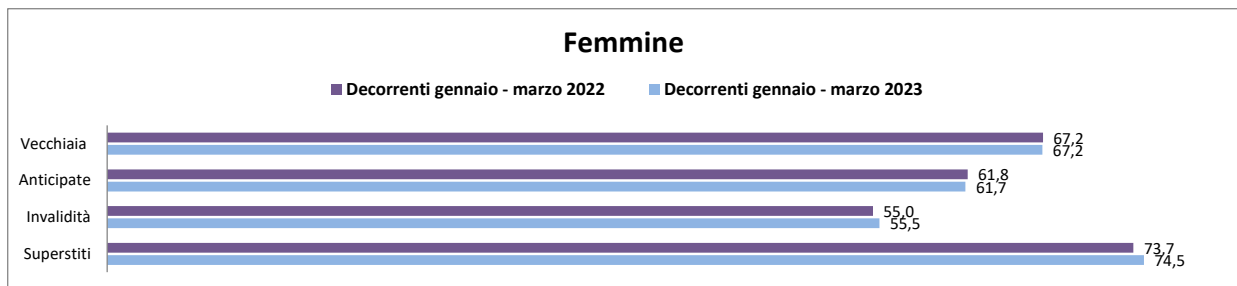 Femmine
Decorrenti gennaio - marzo 2022 Decorrenti gennaio - marzo 2023
Vecchiaia 67,2
67,2
Anticipate 61,8
61,7
Invalidità 55,0
55,5
Superstiti 73,7
74,5